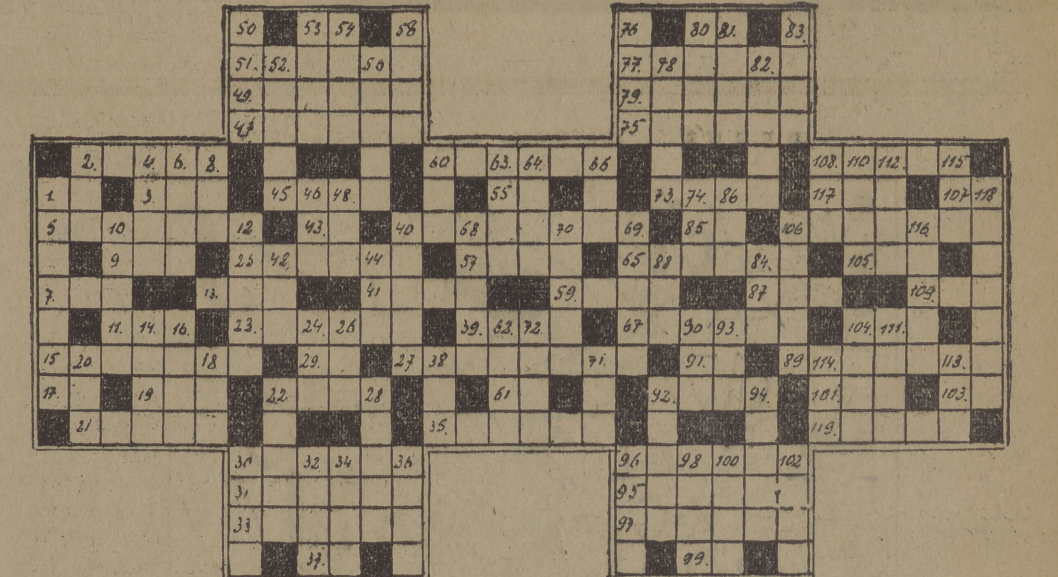 50 53 54 58 76 80 81. 83.
51. 52. 50 77. 78 82.
49. 79.
47 75
2. 4. 6. 8. 60 63. 64. 66 108. 110 112. 115
1. 3. 45 46 48. 55 73. 74. 86 117. 107 118
5 10 12 43. 40 68 70 69. 85 106 116.
9 25 42. 44 57. 65 88 84. 105.
7. 13. 41 59. 87 109.
11. 14. 16. 23. 24 26. 39. 62. 72. 67 90 93. 104. 111.
15 20 18 29. 27 38 71. 91. 89 114. 113.
17. 19 22 28. 61. 92. 94. 101. 103.
21 35. 119.
30 32 34. 36 96 98 100 102
31 95
33 97
37. 99.